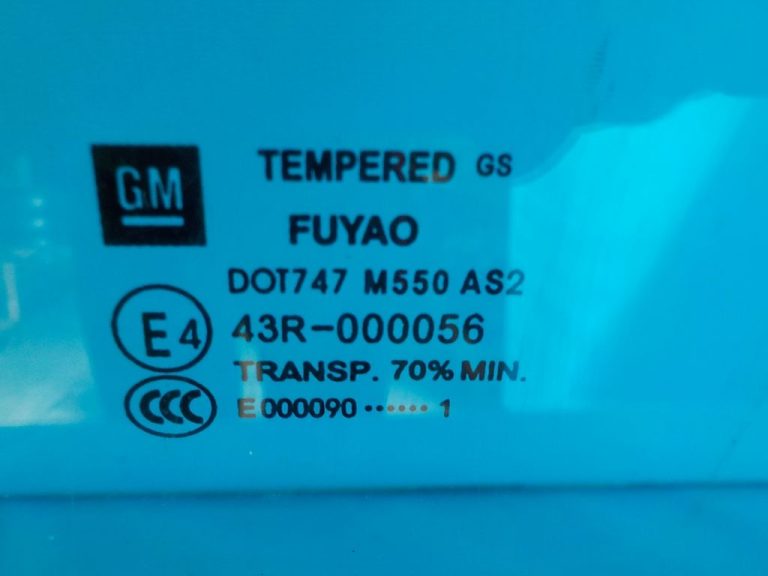 GM
TEMPERED GS
FUYAO
DOT747 M550 AS2
E4
43R-000056
TRANSP. 70% MIN.
CCC
E000090 ······ 1